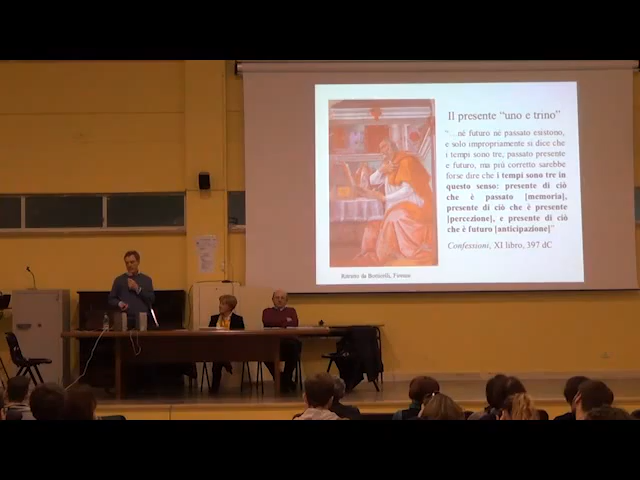 Il presente “uno e trino”
“…né futuro né passato esistono,
e solo impropriamente si dice che
i tempi sono tre, passato presente
e futuro, ma più corretto sarebbe
forse dire che i tempi sono tre in
questo senso: presente di ciò
che è passato [memoria],
presente di ciò che è presente
[percezione], e presente di ciò
che è futuro [anticipazione]”
Confessioni, XI libro, 397 dC
Ritratto da Botticelli, Firenze